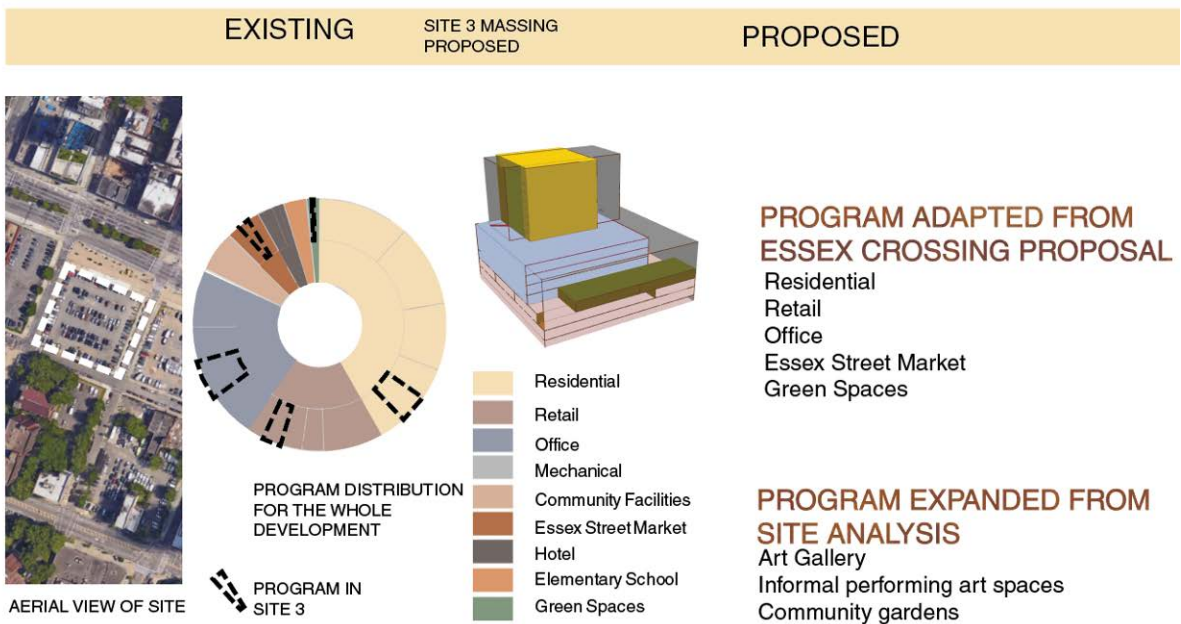 EXISTING
SITE 3 MASSING
PROPOSED
PROPOSED
PROGRAM ADAPTED FROM
ESSEX CROSSING PROPOSAL
Residential
Retail
Office
Essex Street Market
Green Spaces
Residential
Retail
Office
Mechanical
Community Facilities
Essex Street Market
Hotel
Elementary School
Green Spaces
PROGRAM DISTRIBUTION
FOR THE WHOLE
DEVELOPMENT
PROGRAM IN
SITE 3
AERIAL VIEW OF SITE
PROGRAM EXPANDED FROM
SITE ANALYSIS
Art Gallery
Informal performing art spaces
Community gardens